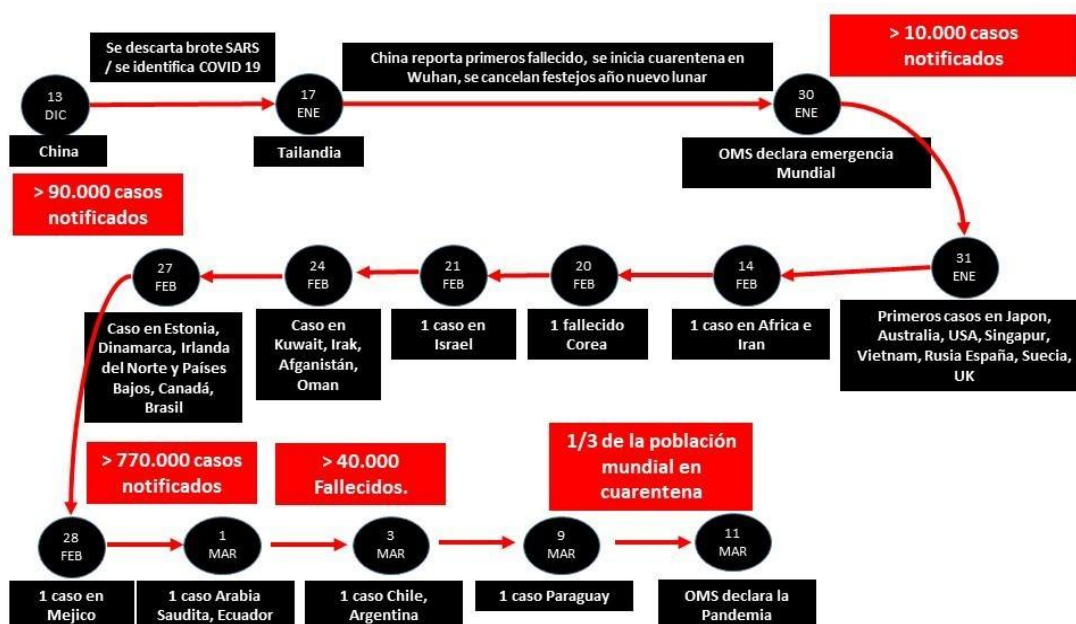 Se descarta brote SARS
/ se identifica COVID 19
China reporta primeros fallecido, se inicia cuarentena en
Wuhan, se cancelan festejos año nuevo lunar
> 10.000 casos
notificados
13
DIC
17
ENE
30
ENE
China
Tailandia
OMS declara emergencia
Mundial
> 90.000 casos
notificados
31
ENE
14
FEB
20
FEB
21
FEB
24
FEB
27
FEB
Primeros casos en Japon,
Australia, USA, Singapur,
Vietnam, Rusia España, Suecia,
UK
1 caso en Africa e
Iran
1 fallecido
Corea
1 caso en
Israel
Caso en
Kuwait, Irak,
Afganistán,
Oman
Caso en Estonia,
Dinamarca, Irlanda
del Norte y Países
Bajos, Canadá,
Brasil
> 770.000 casos
notificados
> 40.000
Fallecidos.
1/3 de la población
mundial en
cuarentena
28
FEB
1
MAR
3
MAR
9
MAR
11
MAR
1 caso en
Mejico
1 caso Arabia
Saudita, Ecuador
1 caso Chile,
Argentina
1 caso Paraguay
OMS declara la
Pandemia